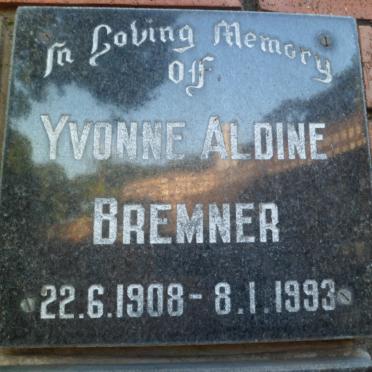 In Loving Memory
Of
YVONNE ALDINE
BREMNER
22.6.1908 - 8.1.1993